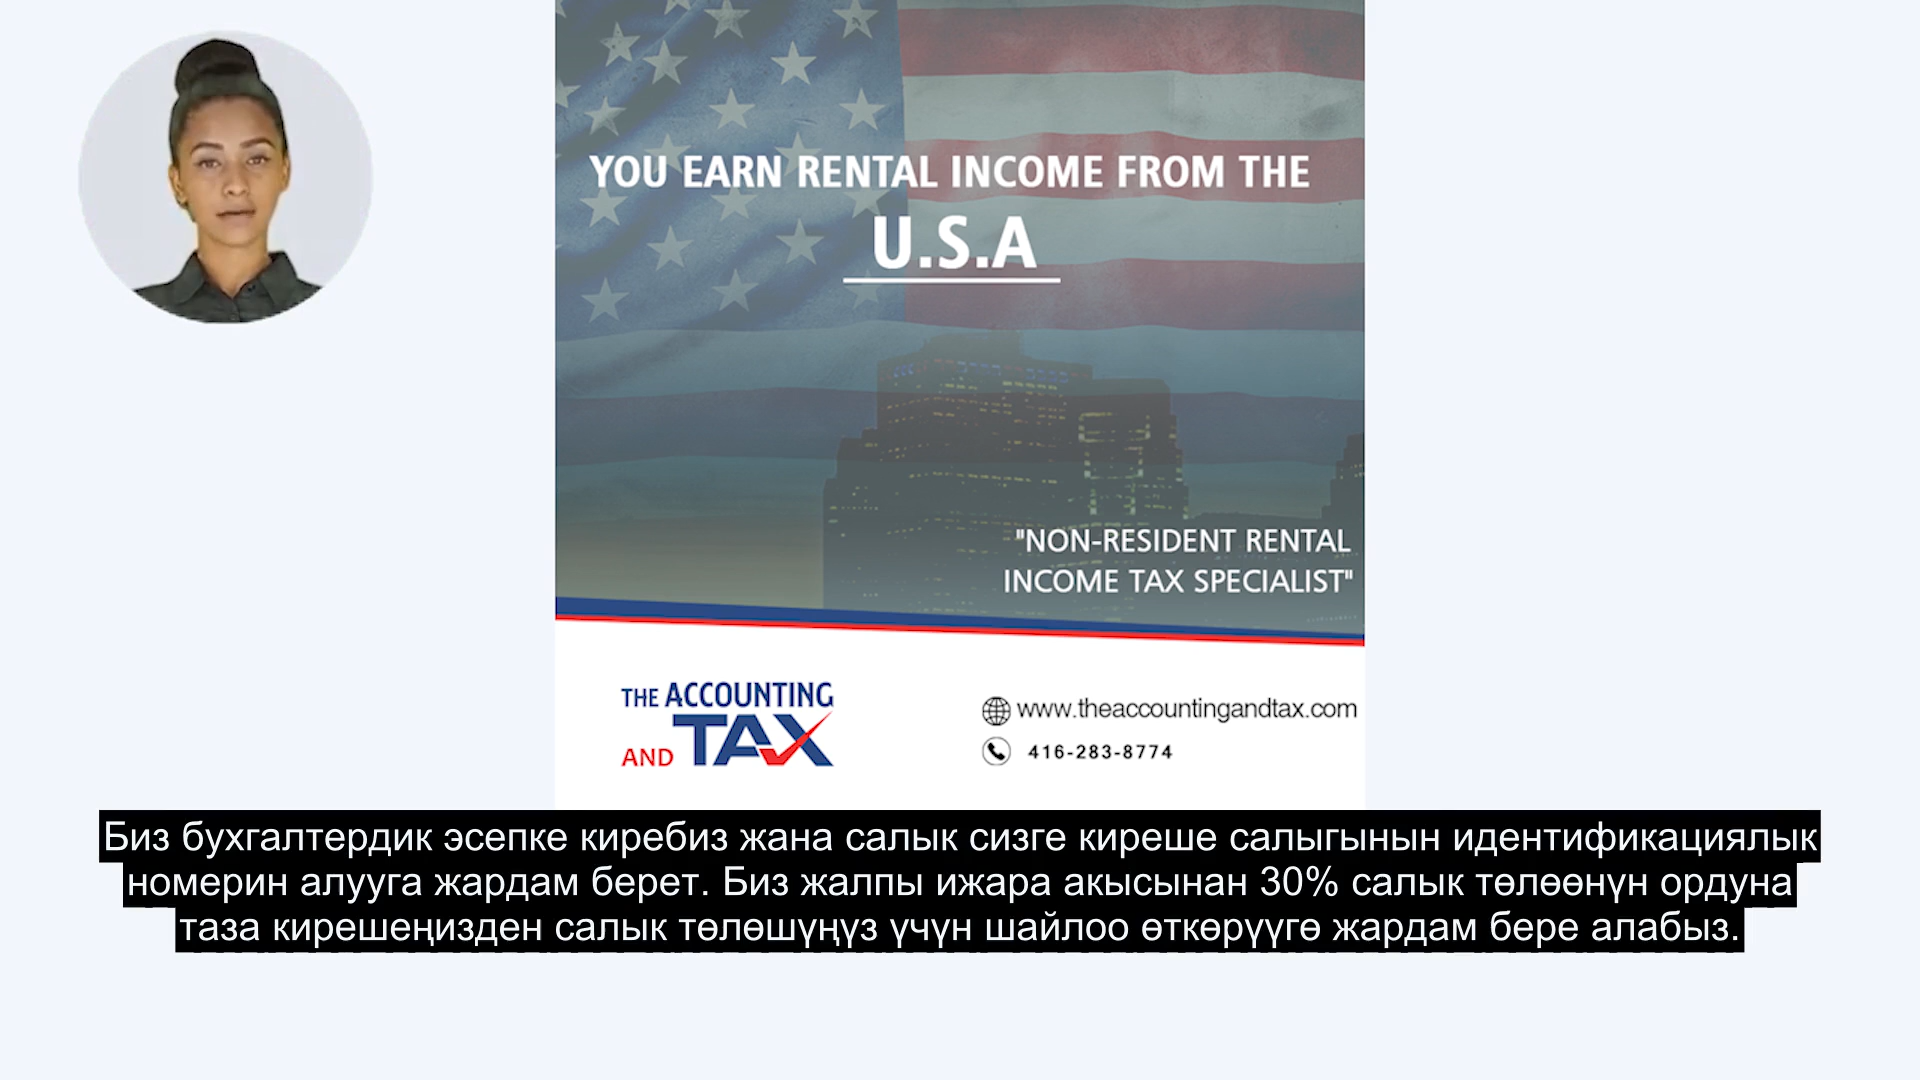 YOU EARN RENTAL INCOME FROM THE
U.S.A
"NON-RESIDENT RENTAL
INCOME TAX SPECIALIST"
THE ACCOUNTING
AND TAX
www.theaccountingandtax.com
416-283-8774
Биз бухгалтердик эсепке киребиз жана салык сизге киреше салыгынын идентификациялык
номерин алууга жардам берет. Биз жалпы ижара акысынан 30% салык төлөөнүн ордуна
таза кирешеңизден салык төлөшүңүз үчүн шайлоо өткөрүүгө жардам бере алабыз.